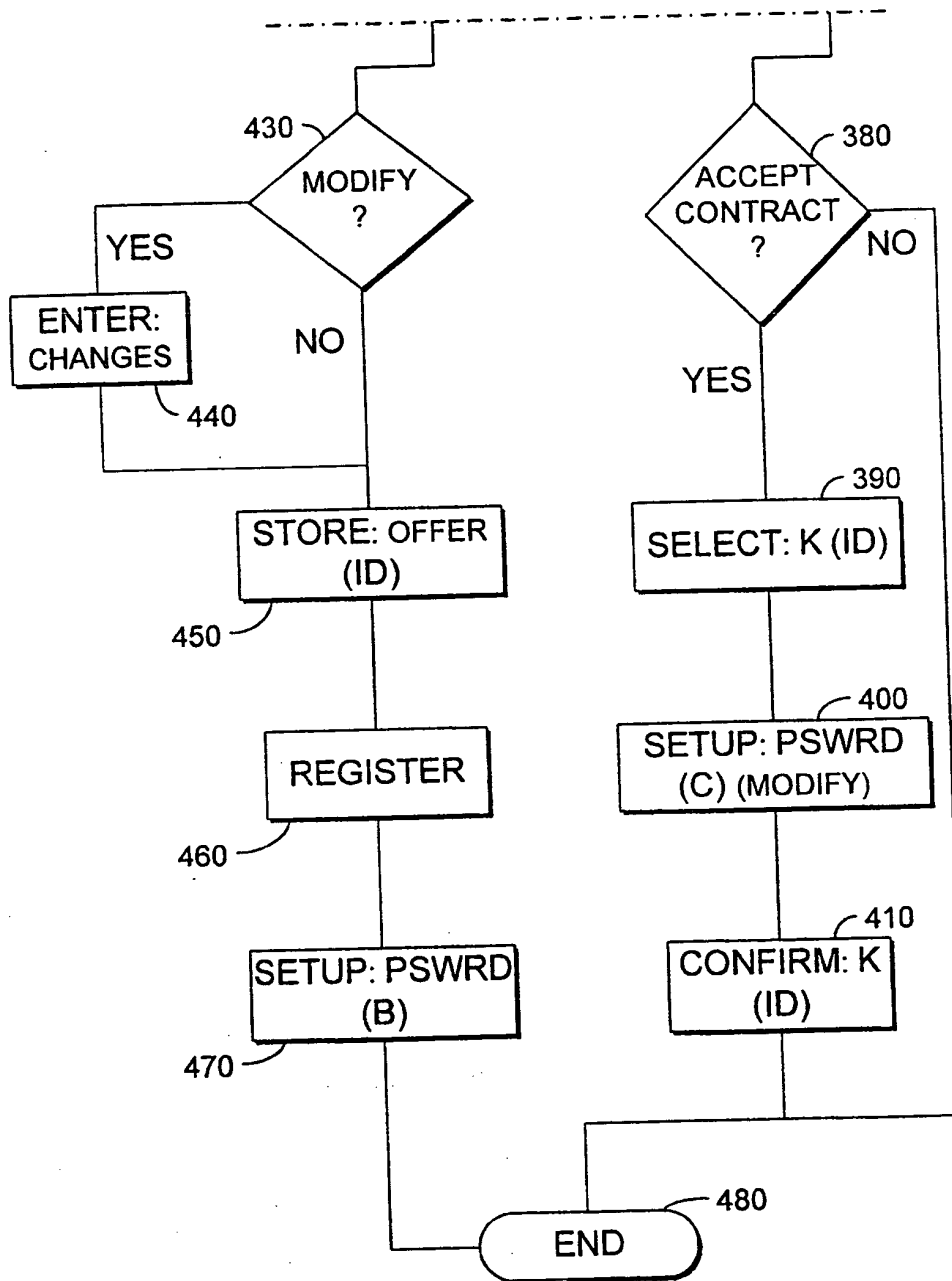 430
MODIFY
?
YES
NO
ENTER:
CHANGES
440
STORE: OFFER
(ID)
450
REGISTER
460
SETUP: PSWRD
(B)
470
380
ACCEPT
CONTRACT
?
NO
YES
390
SELECT: K (ID)
400
SETUP: PSWRD
(C) (MODIFY)
410
CONFIRM: K
(ID)
480
END